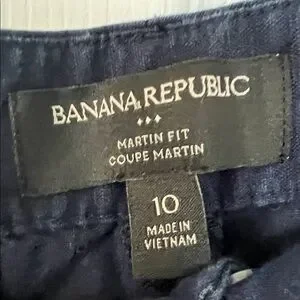 BANANA REPUBLIC
MARTIN FIT
COUPE MARTIN
10
MADE IN
VIETNAM